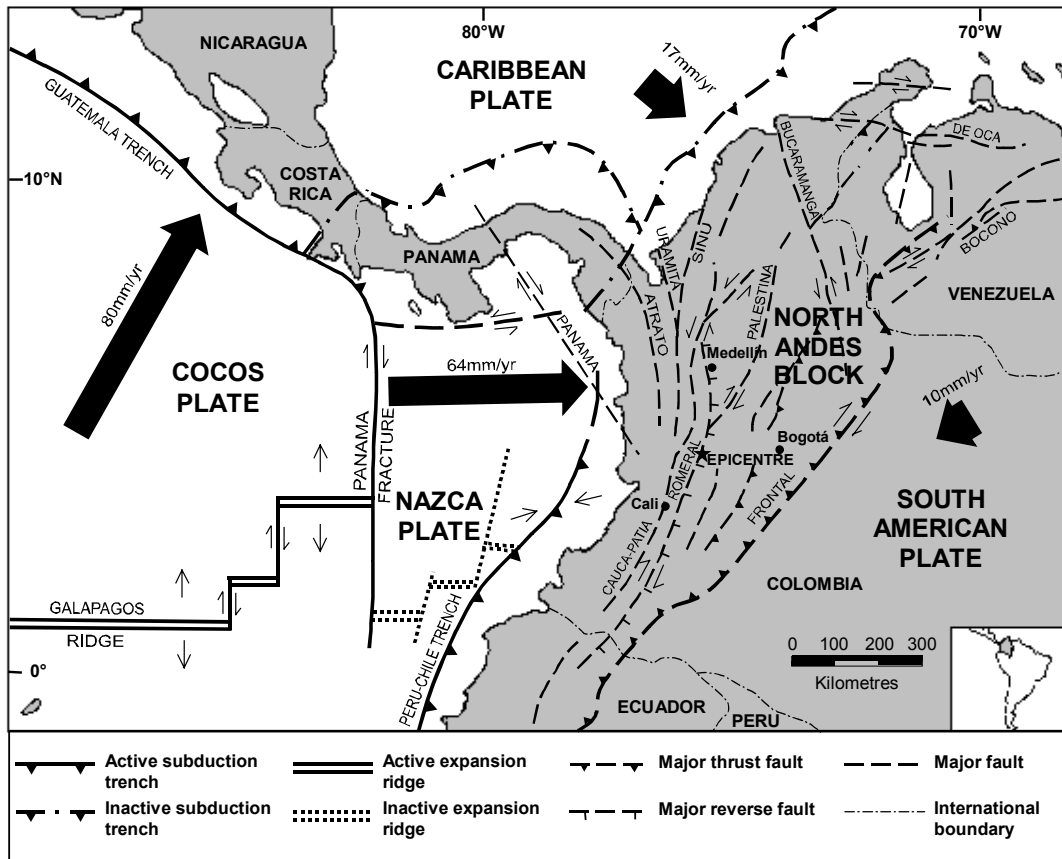 80°W
70°W
NICARAGUA
CARIBBEAN
PLATE
17mm/yr
GUATEMALA TRENCH
BUCARAMANGA
DE OCA
10°N
COSTA
RICA
PANAMA
URAMITA
SINU
BOCONO
80mm/yr
ATRATO
PALESTINA
VENEZUELA
PANAMA
NORTH
ANDES
BLOCK
Medellín
64mm/yr
COCOS
PLATE
10mm/yr
PANAMA
FRACTURE
Bogotá
EPICENTRE
ROMERAL
FRONTAL
NAZCA
PLATE
Cali
SOUTH
AMERICAN
PLATE
CAUCA-PATIA
COLOMBIA
GALAPAGOS
RIDGE
PERU-CHILE TRENCH
0 100 200 300
Kilometres
0°
ECUADOR
PERU
Active subduction
trench
Active expansion
ridge
Major thrust fault
Major fault
Inactive subduction
trench
Inactive expansion
ridge
Major reverse fault
International
boundary